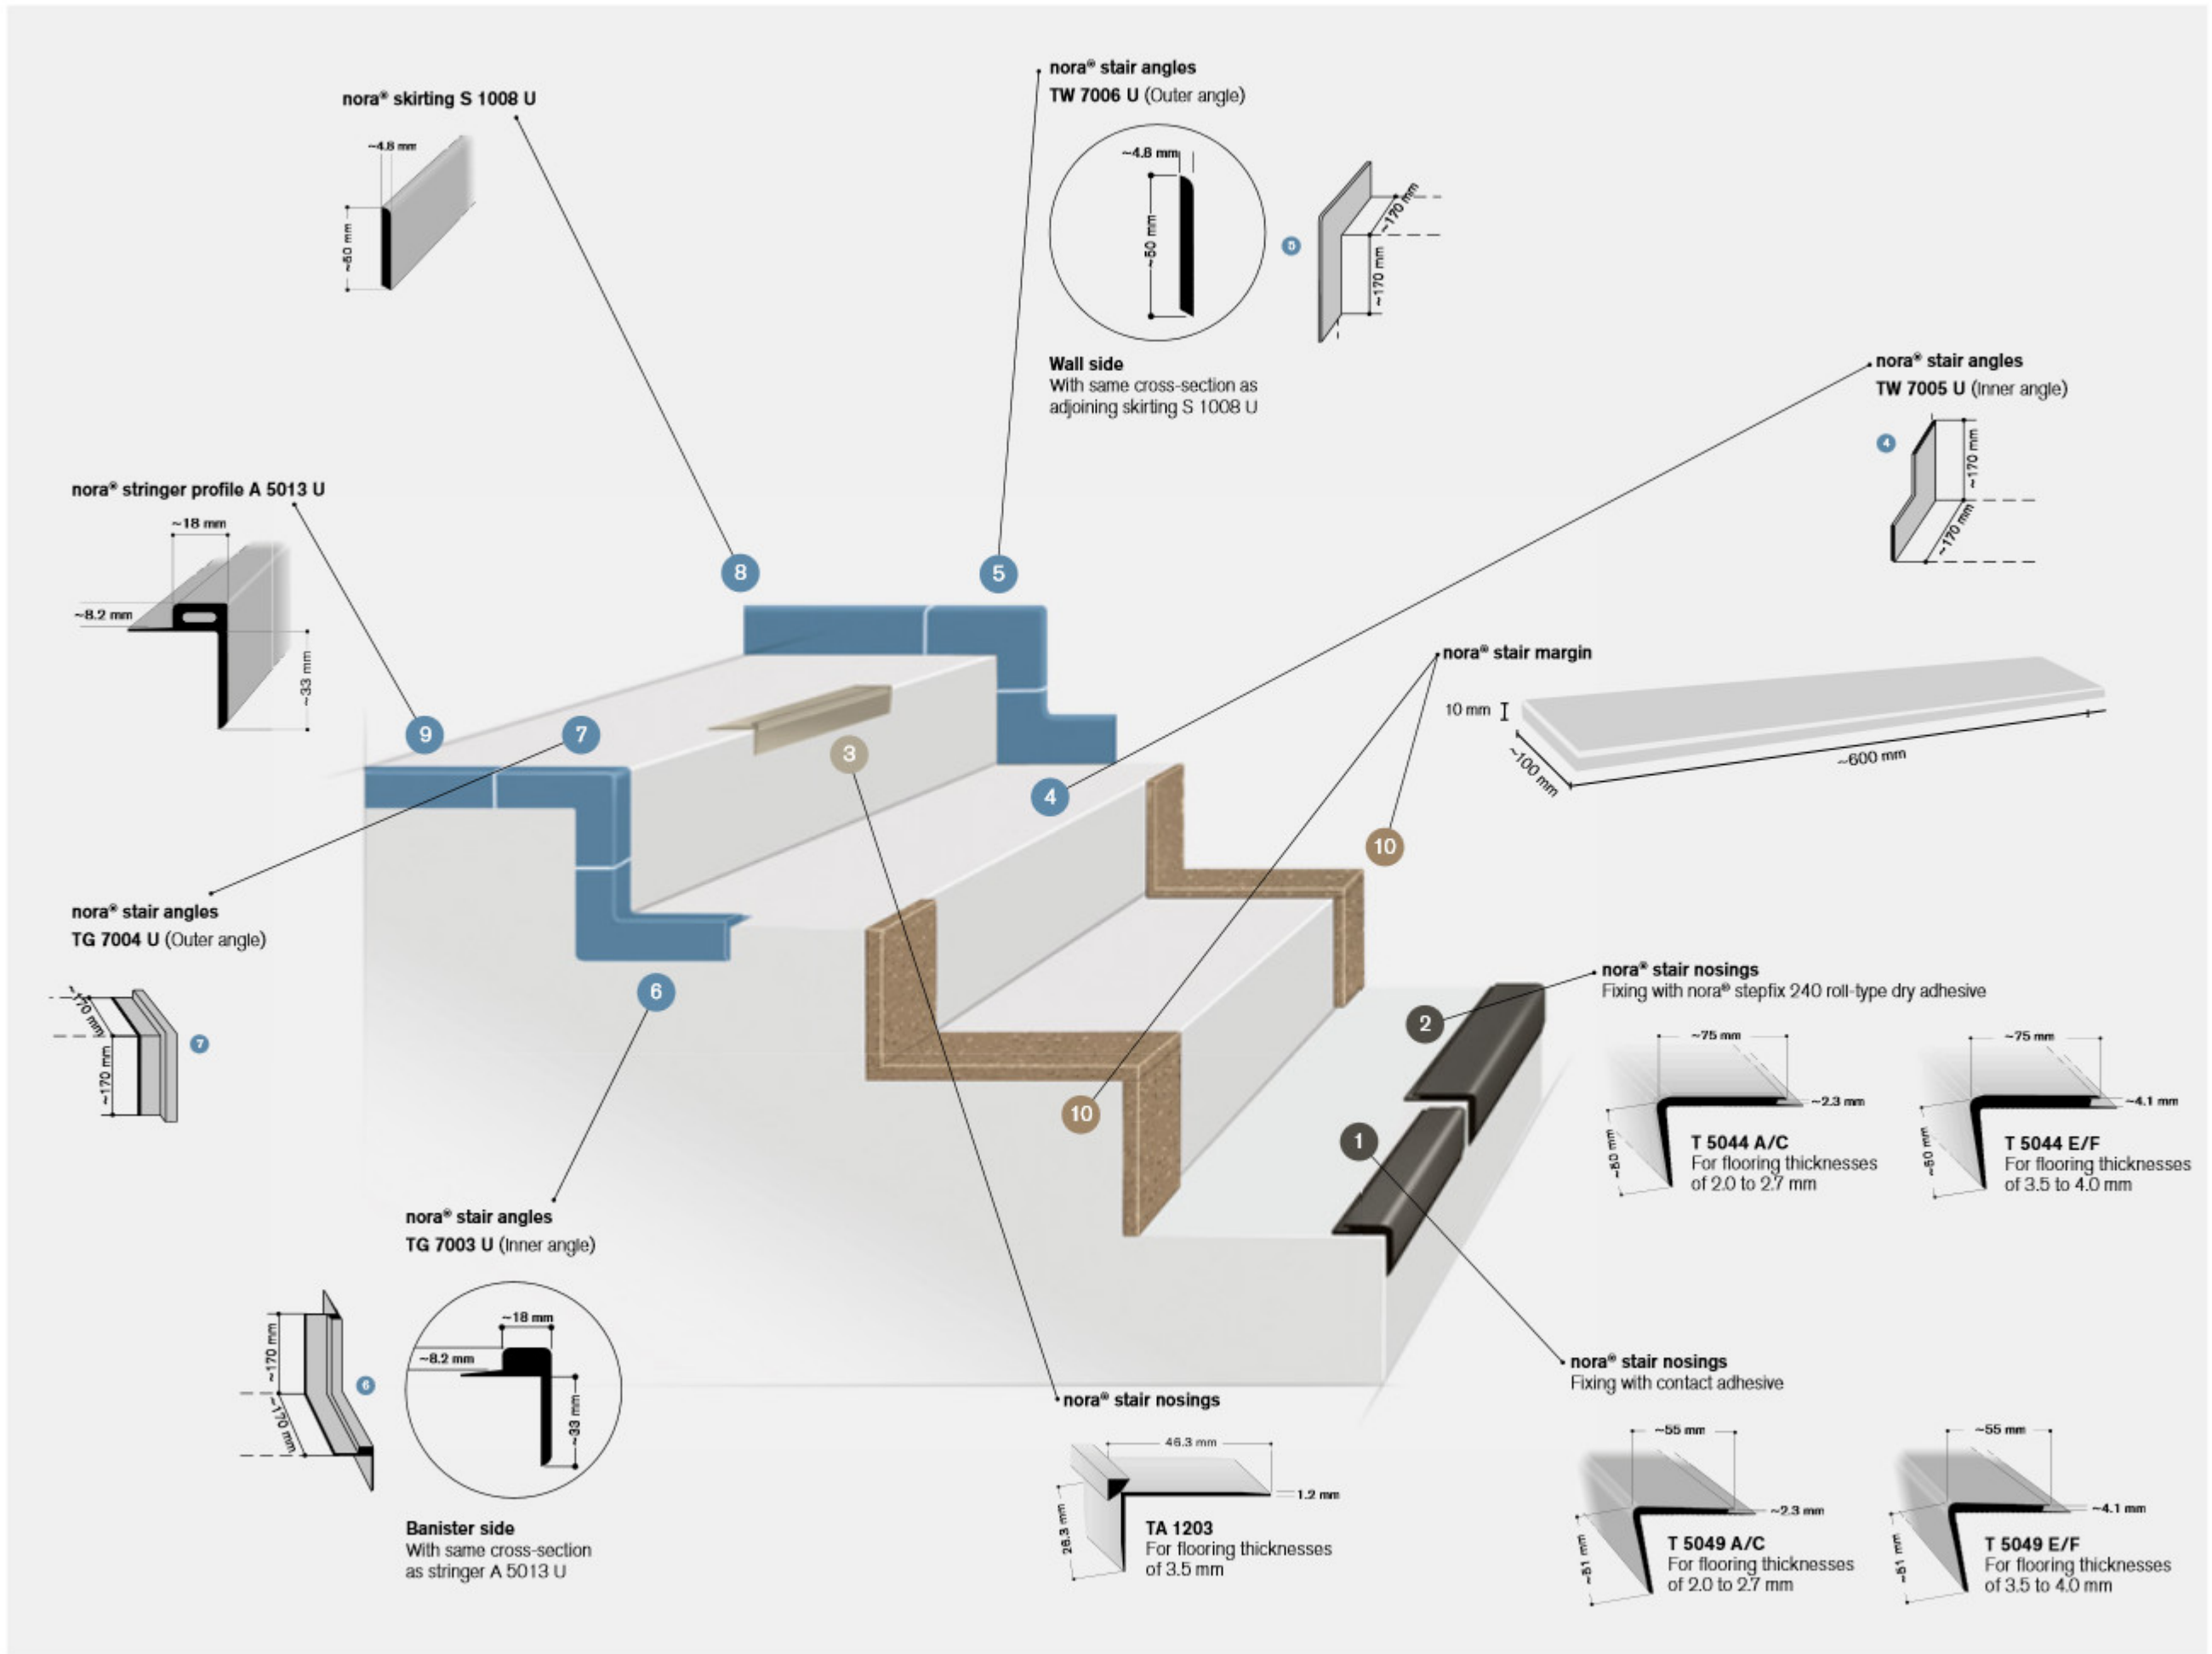 nora® skirting S 1008 U
~4.8 mm
~60 mm
nora® stair angles
TW 7006 U (Outer angle)
~4.8 mm
~60 mm
5
~170 mm
~170 mm
Wall side
With same cross-section as
adjoining skirting S 1008 U
nora® stair angles
TW 7005 U (Inner angle)
4
~170 mm
~170 mm
nora® stringer profile A 5013 U
~18 mm
~8.2 mm
~33 mm
8
5
9
7
3
4
nora® stair margin
10 mm
~100 mm
~600 mm
10
nora® stair angles
TG 7004 U (Outer angle)
~170 mm
~170 mm
7
6
2
10
1
nora® stair nosings
Fixing with nora® stepfix 240 roll-type dry adhesive
~75 mm
~2.3 mm
~60 mm
T 5044 A/C
For flooring thicknesses
of 2.0 to 2.7 mm
~75 mm
~4.1 mm
~60 mm
T 5044 E/F
For flooring thicknesses
of 3.5 to 4.0 mm
nora® stair angles
TG 7003 U (Inner angle)
~170 mm
~170 mm
6
~18 mm
~8.2 mm
~33 mm
Banister side
With same cross-section
as stringer A 5013 U
nora® stair nosings
46.3 mm
1.2 mm
26.3 mm
TA 1203
For flooring thicknesses
of 3.5 mm
nora® stair nosings
Fixing with contact adhesive
~55 mm
~2.3 mm
~51 mm
T 5049 A/C
For flooring thicknesses
of 2.0 to 2.7 mm
~55 mm
~4.1 mm
~51 mm
T 5049 E/F
For flooring thicknesses
of 3.5 to 4.0 mm